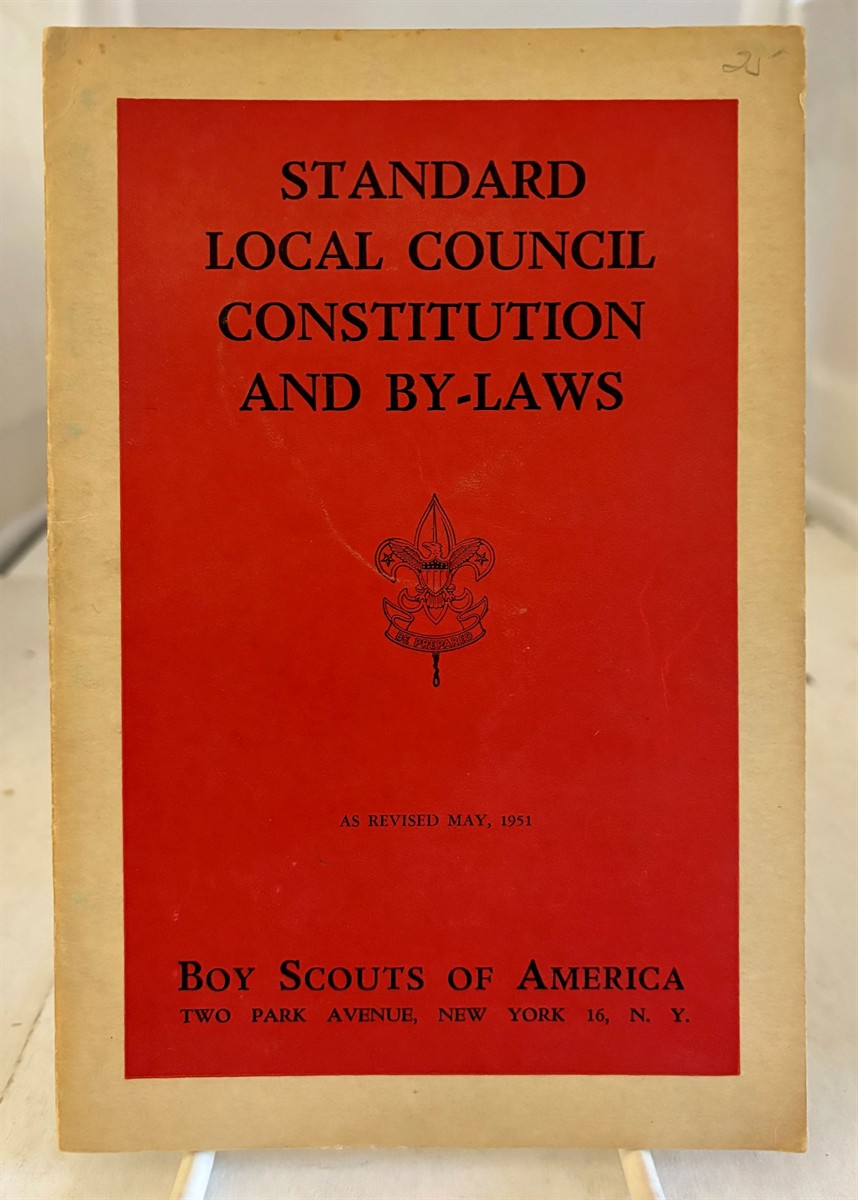 25
STANDARD
LOCAL COUNCIL
CONSTITUTION
AND BY-LAWS
BE PREPARED
AS REVISED MAY, 1951
BOY SCOUTS OF AMERICA
TWO PARK AVENUE, NEW YORK 16, N. Y.